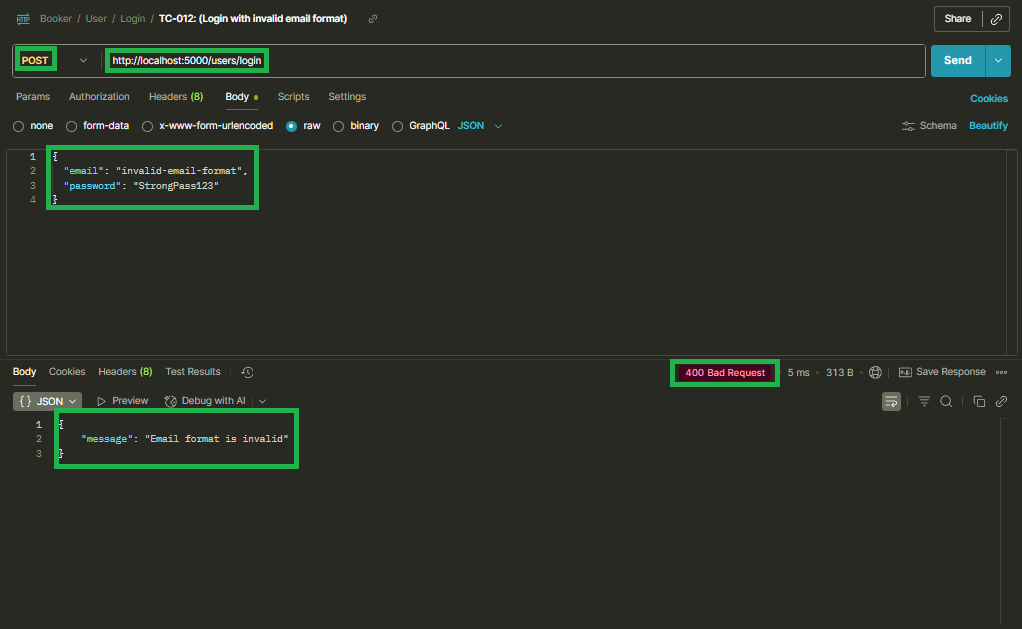 HTTP Booker / User / Login / TC-012: (Login with invalid email format) Share
POST http://localhost:5000/users/login Send
Params Authorization Headers (8) Body Scripts Settings Cookies
none form-data x-www-form-urlencoded raw binary GraphQL JSON Schema Beautify
1 {
2 "email": "invalid-email-format",
3 "password": "StrongPass123"
4 }
Body Cookies Headers (8) Test Results 400 Bad Request 5 ms 313 B Save Response
{} JSON Preview Debug with AI
1 {
2 "message": "Email format is invalid"
3 }